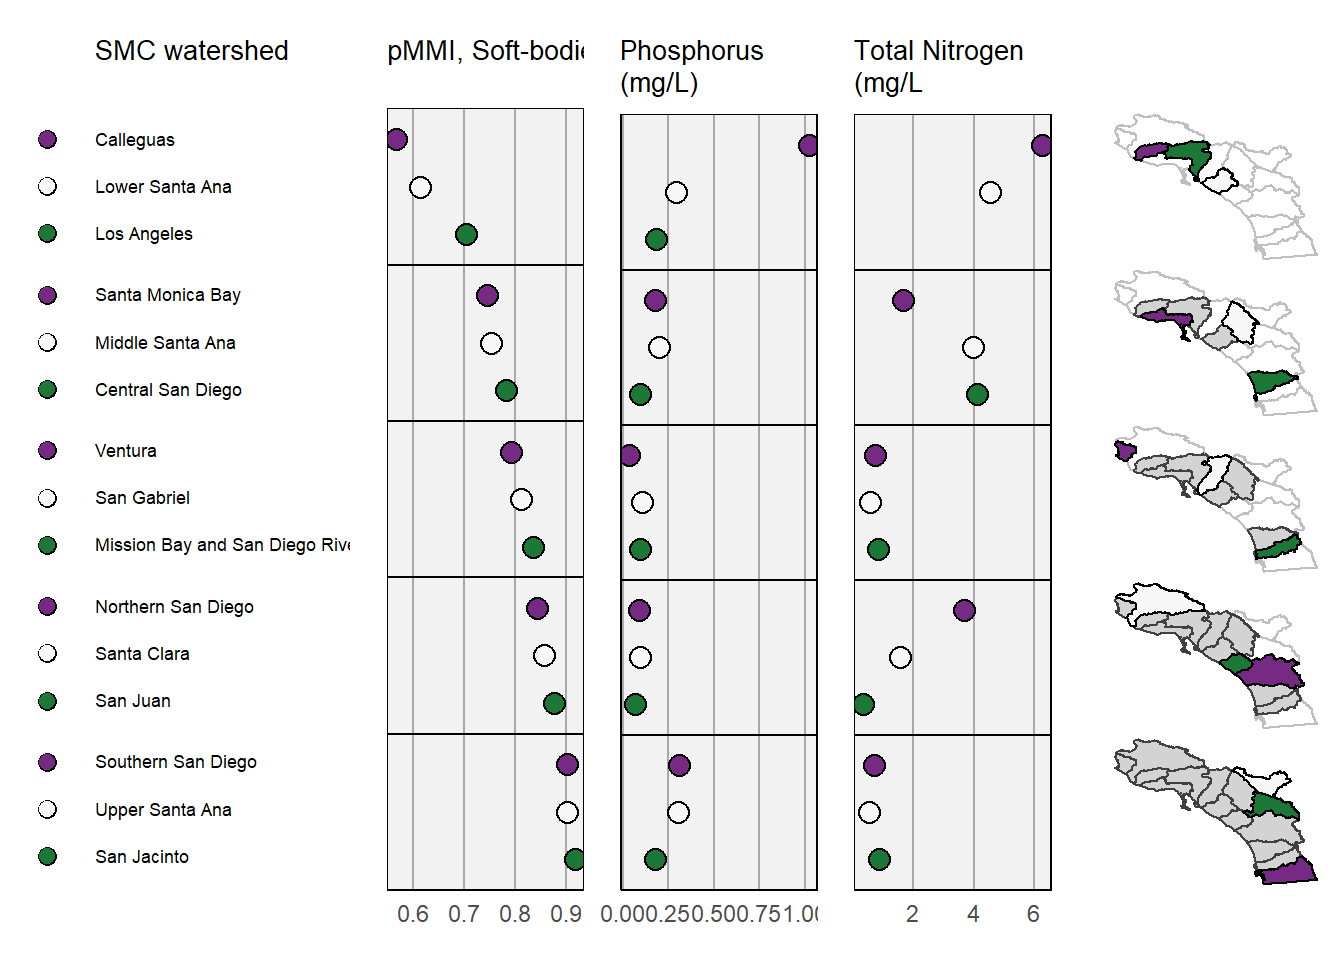 SMC watershed
pMMI, Soft-bodie
Phosphorus
(mg/L)
Total Nitrogen
(mg/L
Calleguas
Lower Santa Ana
Los Angeles
Santa Monica Bay
Middle Santa Ana
Central San Diego
Ventura
San Gabriel
Mission Bay and San Diego Rive
Northern San Diego
Santa Clara
San Juan
Southern San Diego
Upper Santa Ana
San Jacinto
0.6 0.7 0.8 0.9
0.000.250.500.751.00
2 4 6